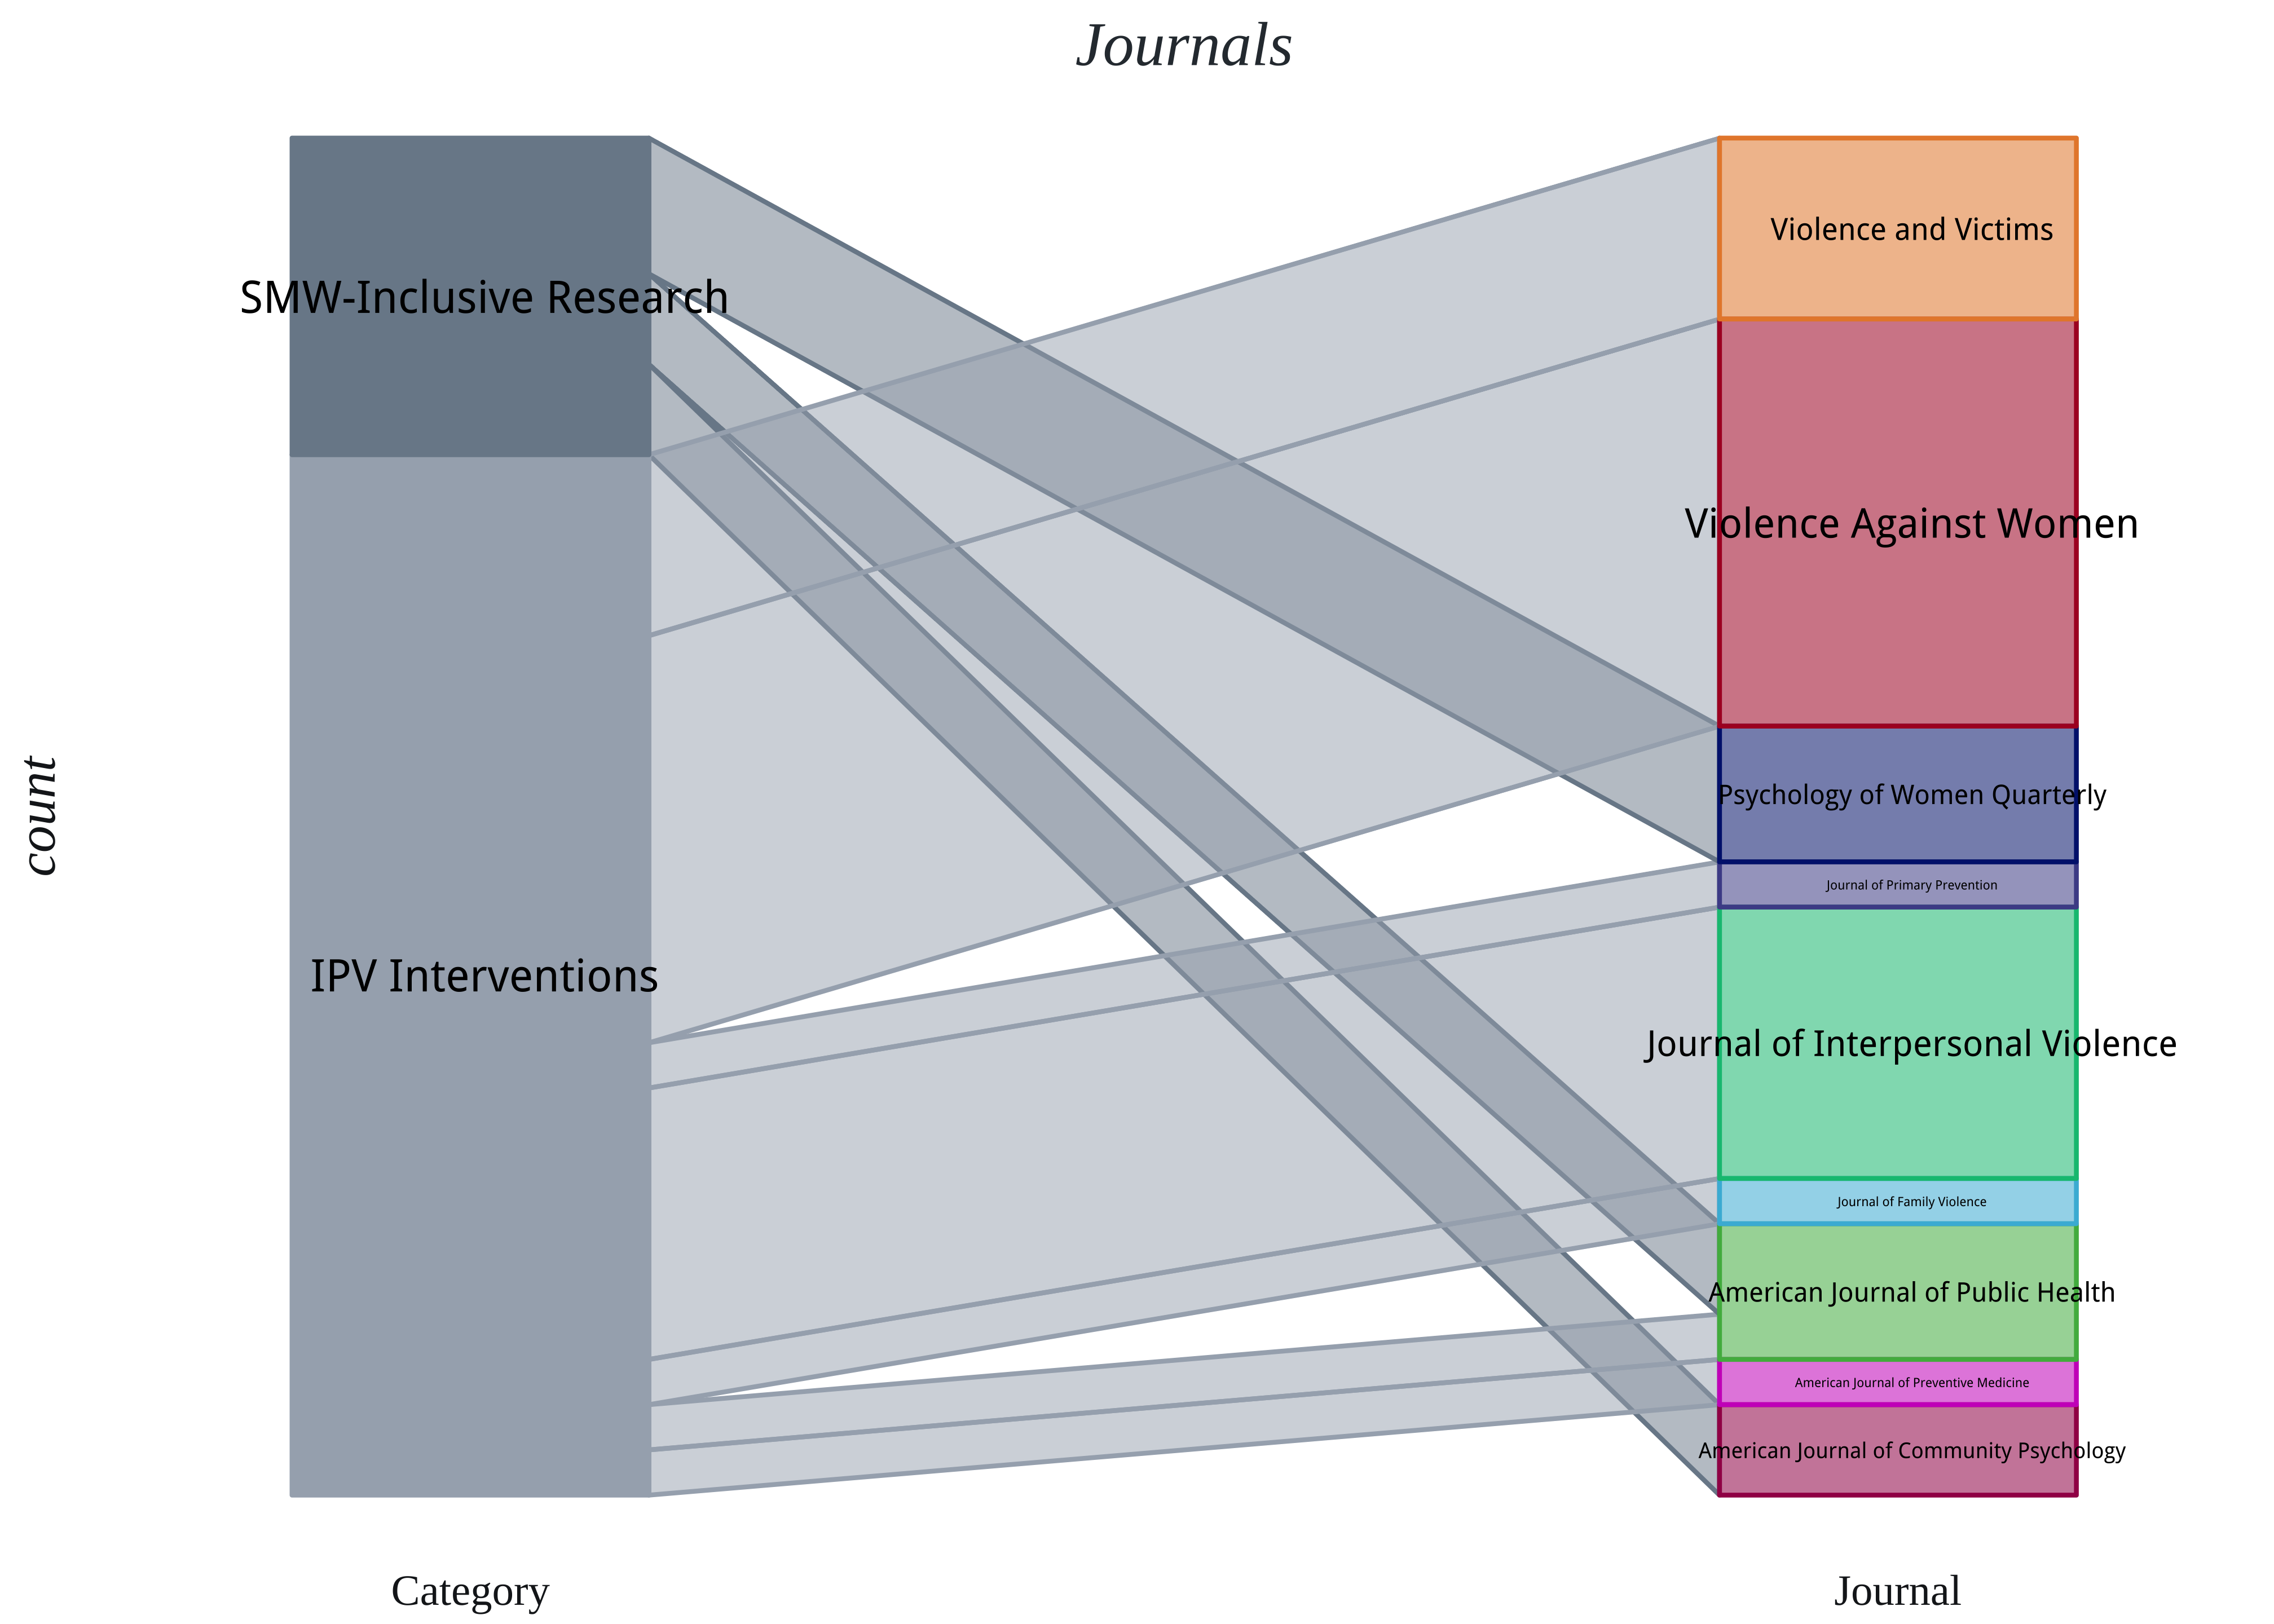 Journals
count
SMW-Inclusive Research
IPV Interventions
Violence and Victims
Violence Against Women
Psychology of Women Quarterly
Journal of Primary Prevention
Journal of Interpersonal Violence
Journal of Family Violence
American Journal of Public Health
American Journal of Preventive Medicine
American Journal of Community Psychology
Category
Journal